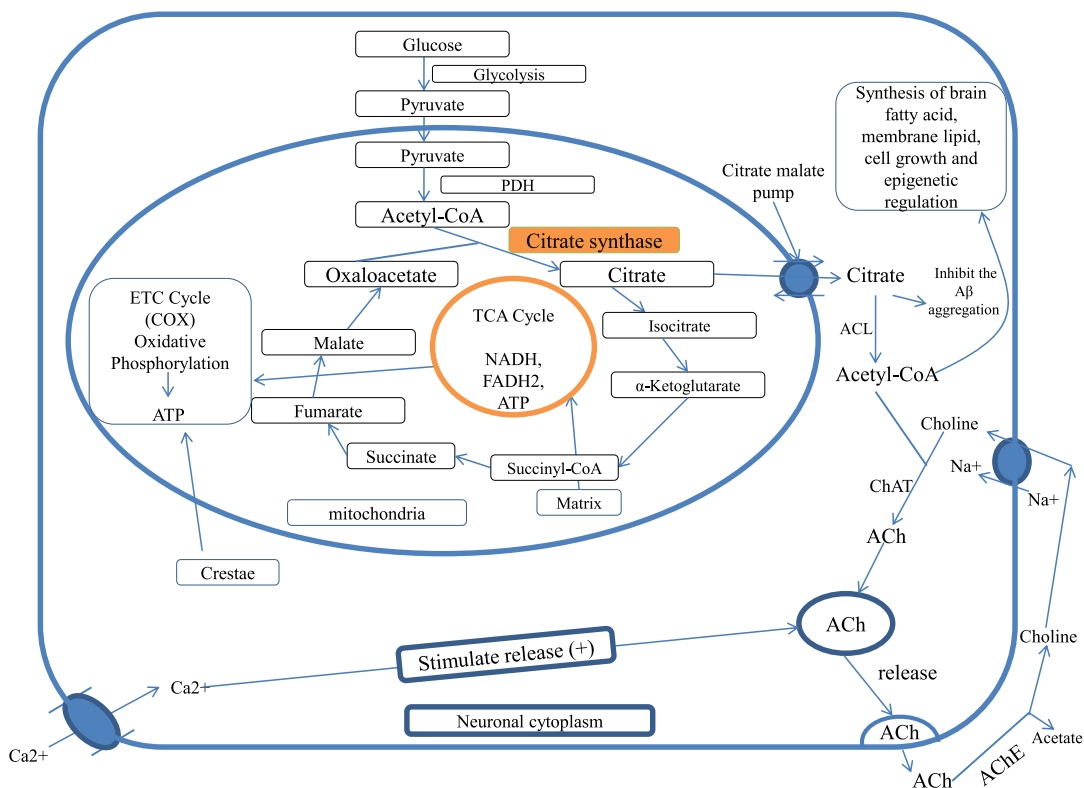 Glucose
Glycolysis
Pyruvate
Pyruvate
PDH
Acetyl-CoA
Citrate synthase
Oxaloacetate
Citrate
TCA Cycle
NADH,
FADH2,
ATP
Isocitrate
α-Ketoglutarate
Succinyl-CoA
Matrix
Succinate
Fumarate
Malate
ETC Cycle
(COX)
Oxidative
Phosphorylation
ATP
mitochondria
Crestae
Citrate malate
pump
Synthesis of brain
fatty acid,
membrane lipid,
cell growth and
epigenetic
regulation
Citrate
Inhibit the
Aβ
aggregation
ACL
Acetyl-CoA
Choline
Na+
Na+
ChAT
ACh
ACh
Stimulate release (+)
release
Ca2+
Ca2+
Neuronal cytoplasm
ACh
ACh
AChE
Acetate
Choline